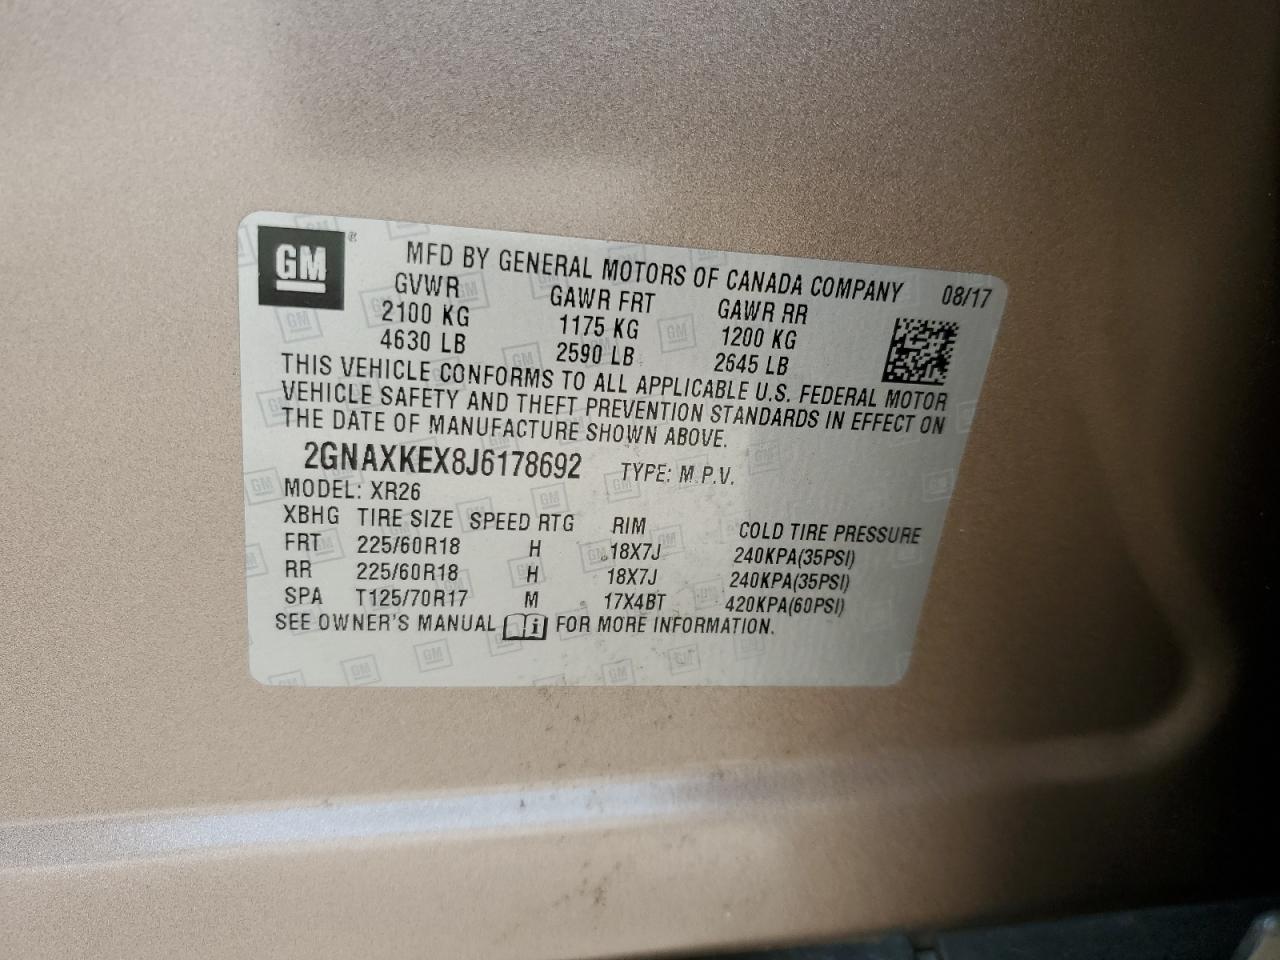 GM ®
MFD BY GENERAL MOTORS OF CANADA COMPANY 08/17
GVWR GAWR FRT GAWR RR
2100 KG 1175 KG 1200 KG
4630 LB 2590 LB 2645 LB
THIS VEHICLE CONFORMS TO ALL APPLICABLE U.S. FEDERAL MOTOR
VEHICLE SAFETY AND THEFT PREVENTION STANDARDS IN EFFECT ON
THE DATE OF MANUFACTURE SHOWN ABOVE.
2GNAXKEX8J6178692 TYPE: M.P.V.
MODEL: XR26
XBHG TIRE SIZE SPEED RTG RIM COLD TIRE PRESSURE
FRT 225/60R18 H 18X7J 240KPA(35PSI)
RR 225/60R18 H 18X7J 240KPA(35PSI)
SPA T125/70R17 M 17X4BT 420KPA(60PSI)
SEE OWNER'S MANUAL i FOR MORE INFORMATION.